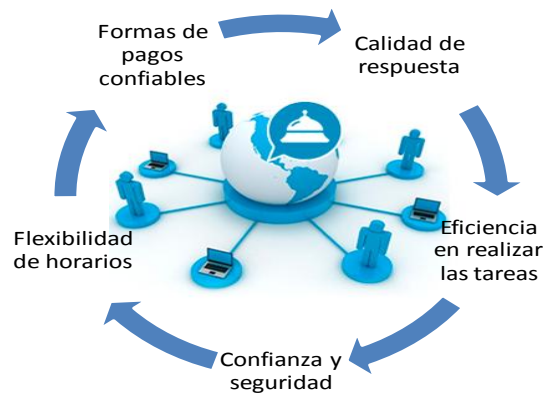 Formas de
pagos
confiables
Calidad de
respuesta
Eficiencia
en realizar
las tareas
Confianza y
seguridad
Flexibilidad
de horarios